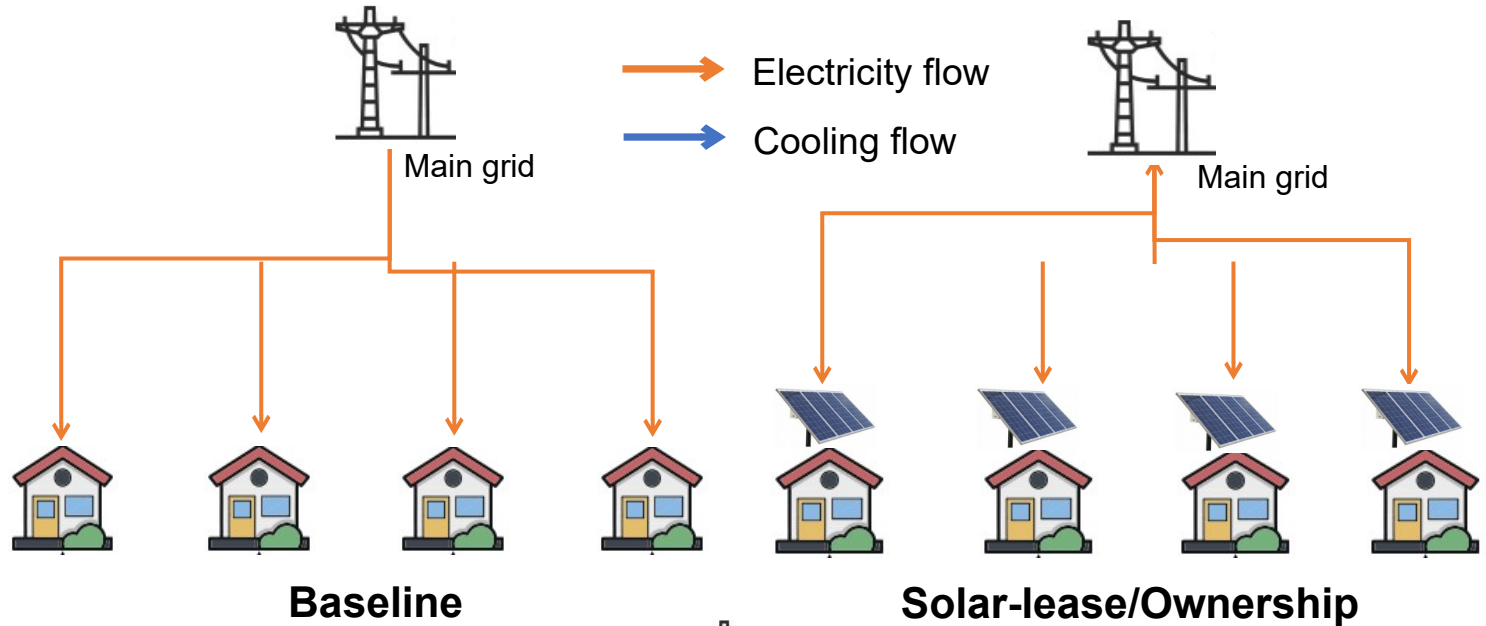 Electricity flow
Cooling flow
Main grid
Main grid
Baseline
Solar-lease/Ownership